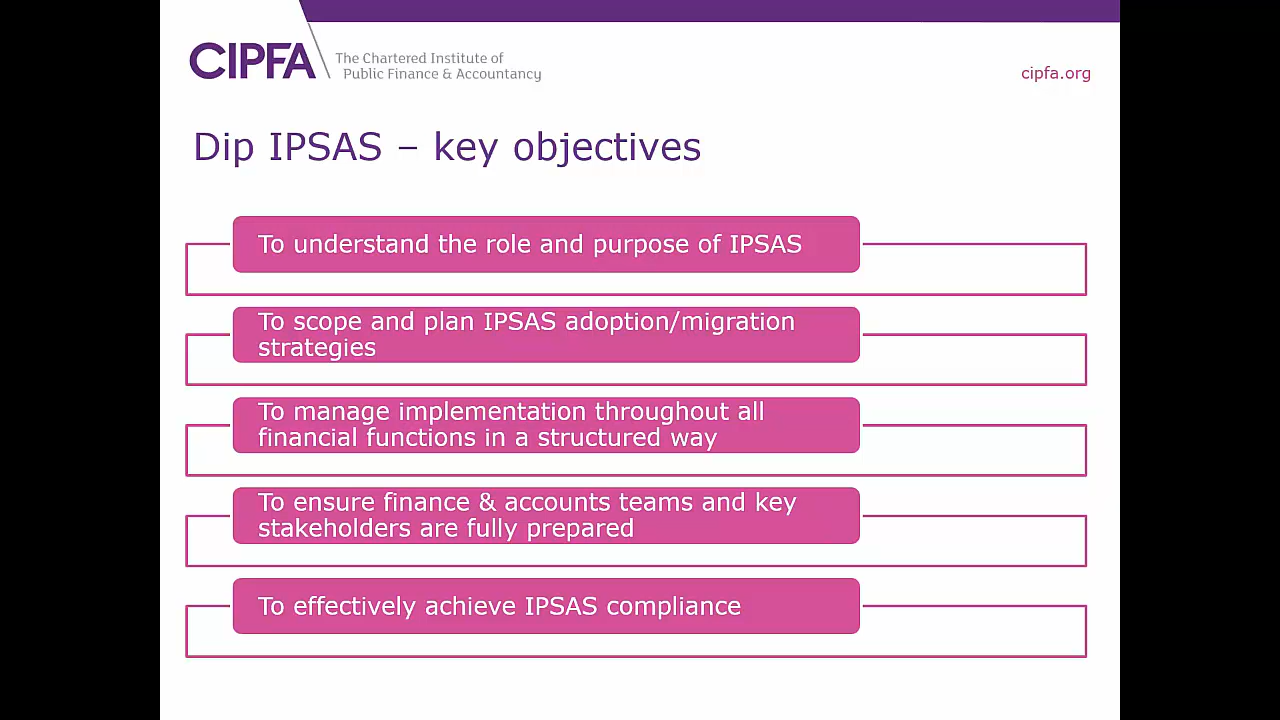 CIPFA
The Chartered Institute of
Public Finance & Accountancy
cipfa.org
Dip IPSAS – key objectives
To understand the role and purpose of IPSAS
To scope and plan IPSAS adoption/migration
strategies
To manage implementation throughout all
financial functions in a structured way
To ensure finance & accounts teams and key
stakeholders are fully prepared
To effectively achieve IPSAS compliance